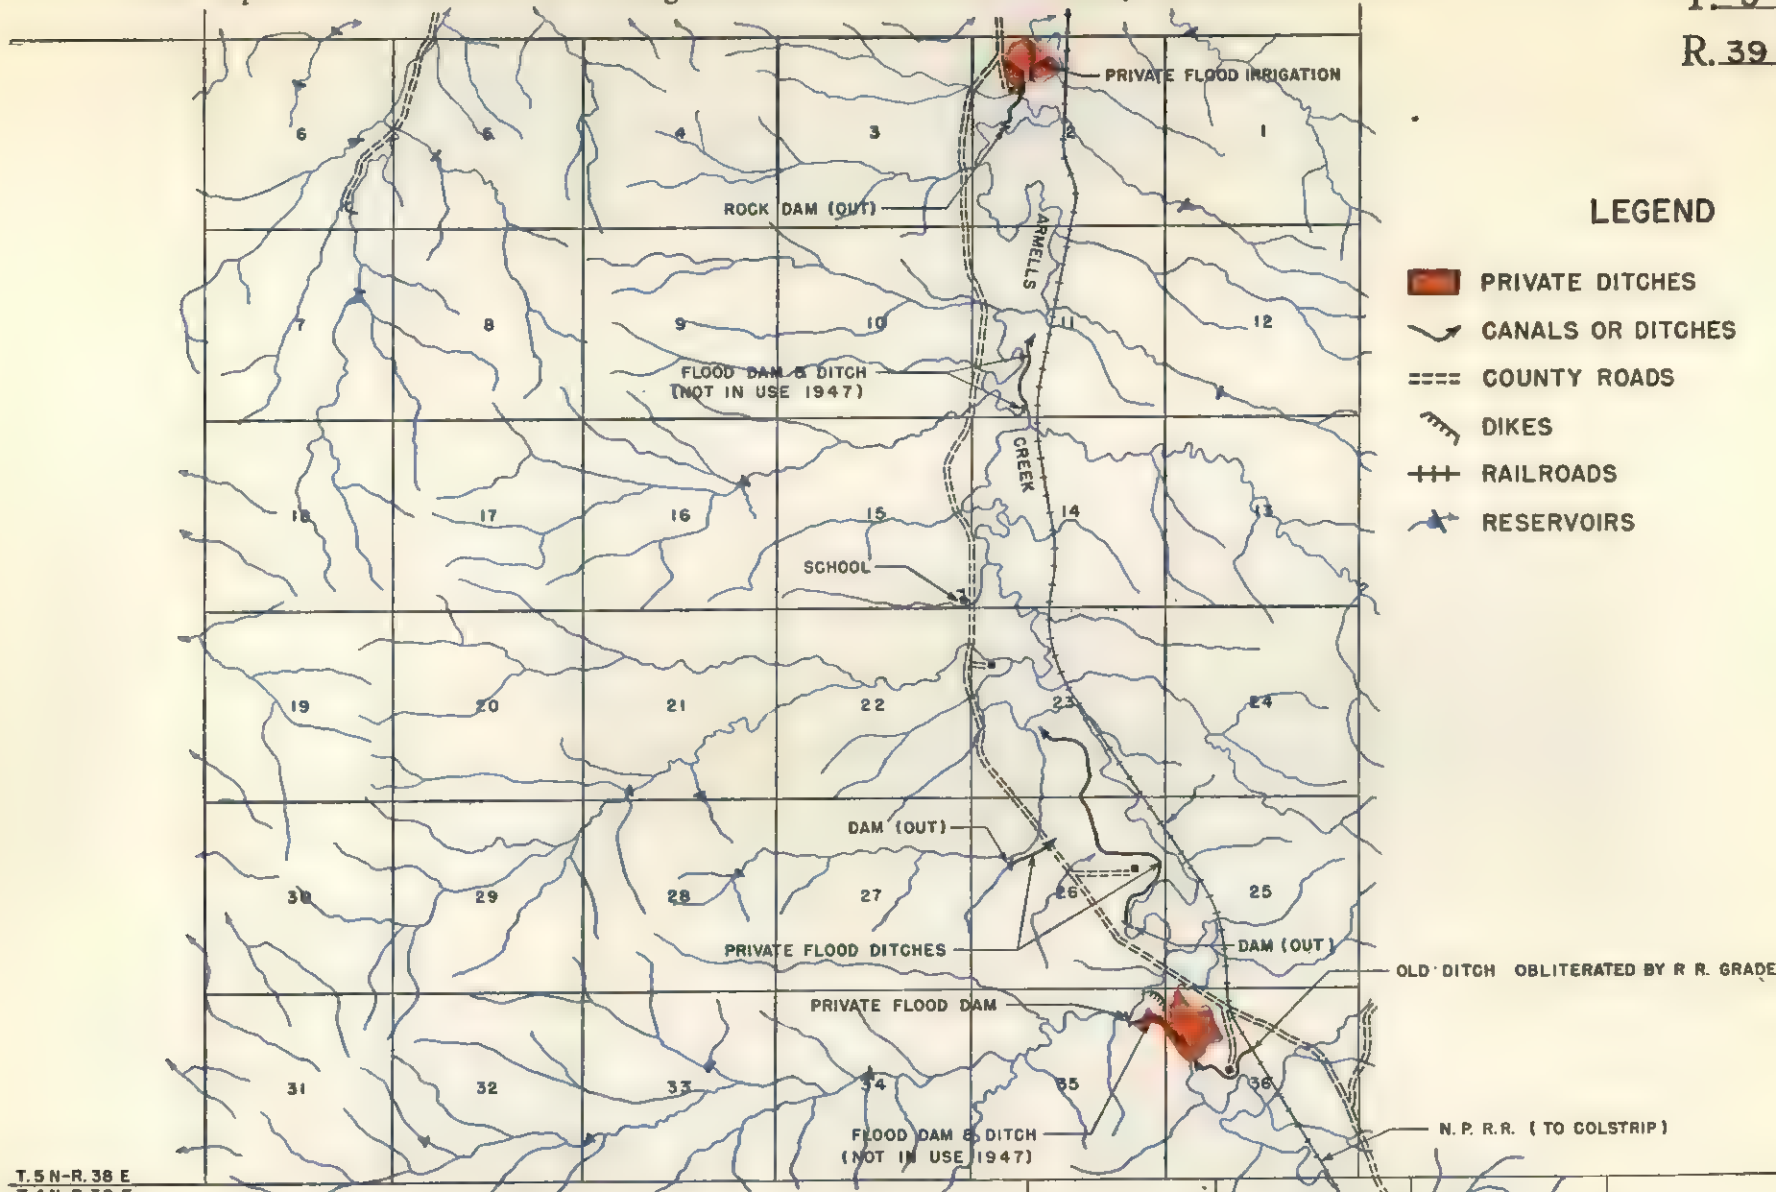 R. 39
PRIVATE FLOOD IRRIGATION
6 5 4 3 2 1
ROCK DAM (OUT)
ARMELLS
CREEK
LEGEND
PRIVATE DITCHES
CANALS OR DITCHES
COUNTY ROADS
DIKES
RAILROADS
RESERVOIRS
7 8 9 10 11 12
FLOOD DAM & DITCH
(NOT IN USE 1947)
18 17 16 15 14 13
SCHOOL
19 20 21 22 23 24
DAM (OUT)
30 29 28 27 26 25
PRIVATE FLOOD DITCHES
DAM (OUT)
OLD DITCH OBLITERATED BY R R. GRADE
PRIVATE FLOOD DAM
31 32 33 34 35 36
FLOOD DAM & DITCH
(NOT IN USE 1947)
N. P. R.R. ( TO COLSTRIP )
T. 5 N-R. 38 E